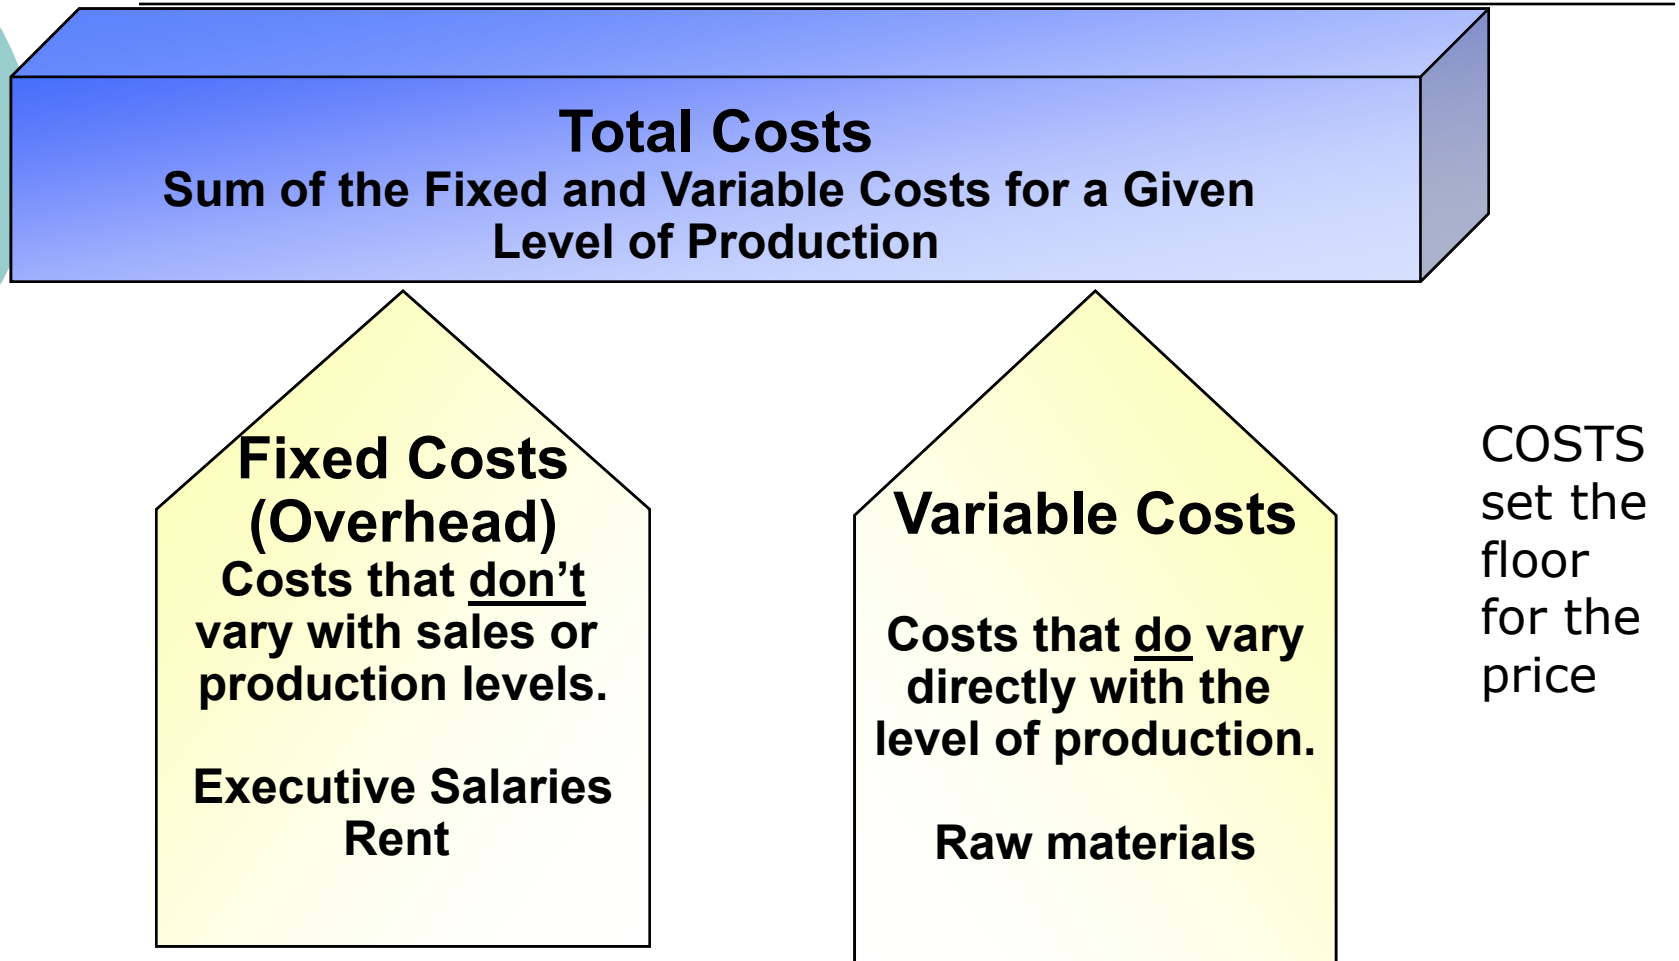 Total Costs
Sum of the Fixed and Variable Costs for a Given
Level of Production
Fixed Costs
(Overhead)
Costs that don’t
vary with sales or
production levels.
Executive Salaries
Rent
Variable Costs
Costs that do vary
directly with the
level of production.
Raw materials
COSTS
set the
floor
for the
price